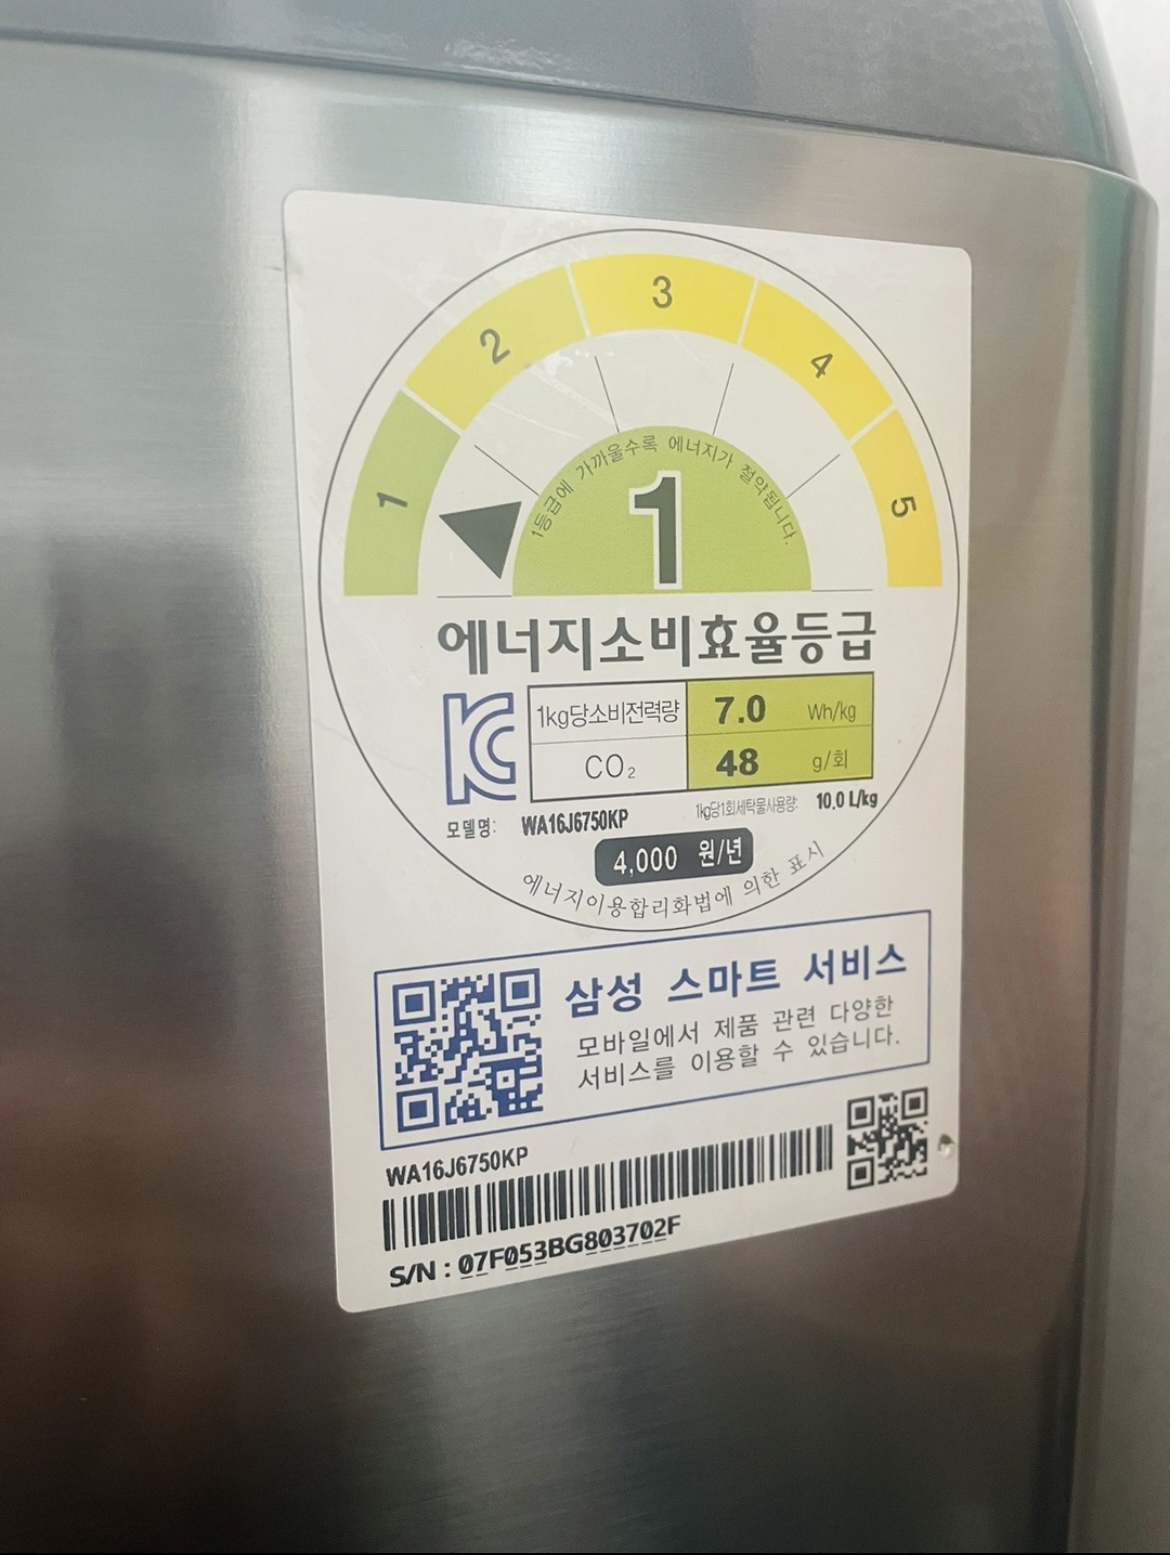 1
2
3
4
5
1등급에 가까울수록 에너지가 절약됩니다.
1
에너지소비효율등급
1kg당소비전력량 7.0 Wh/kg
CO₂ 48 g/회
모델명: WA16J6750KP 1kg당1회세탁물사용량: 10.0 L/kg
4,000 원/년
에너지이용합리화법에 의한 표시
삼성 스마트 서비스
모바일에서 제품 관련 다양한
서비스를 이용할 수 있습니다.
WA16J6750KP
S/N : 07F053BG803702F